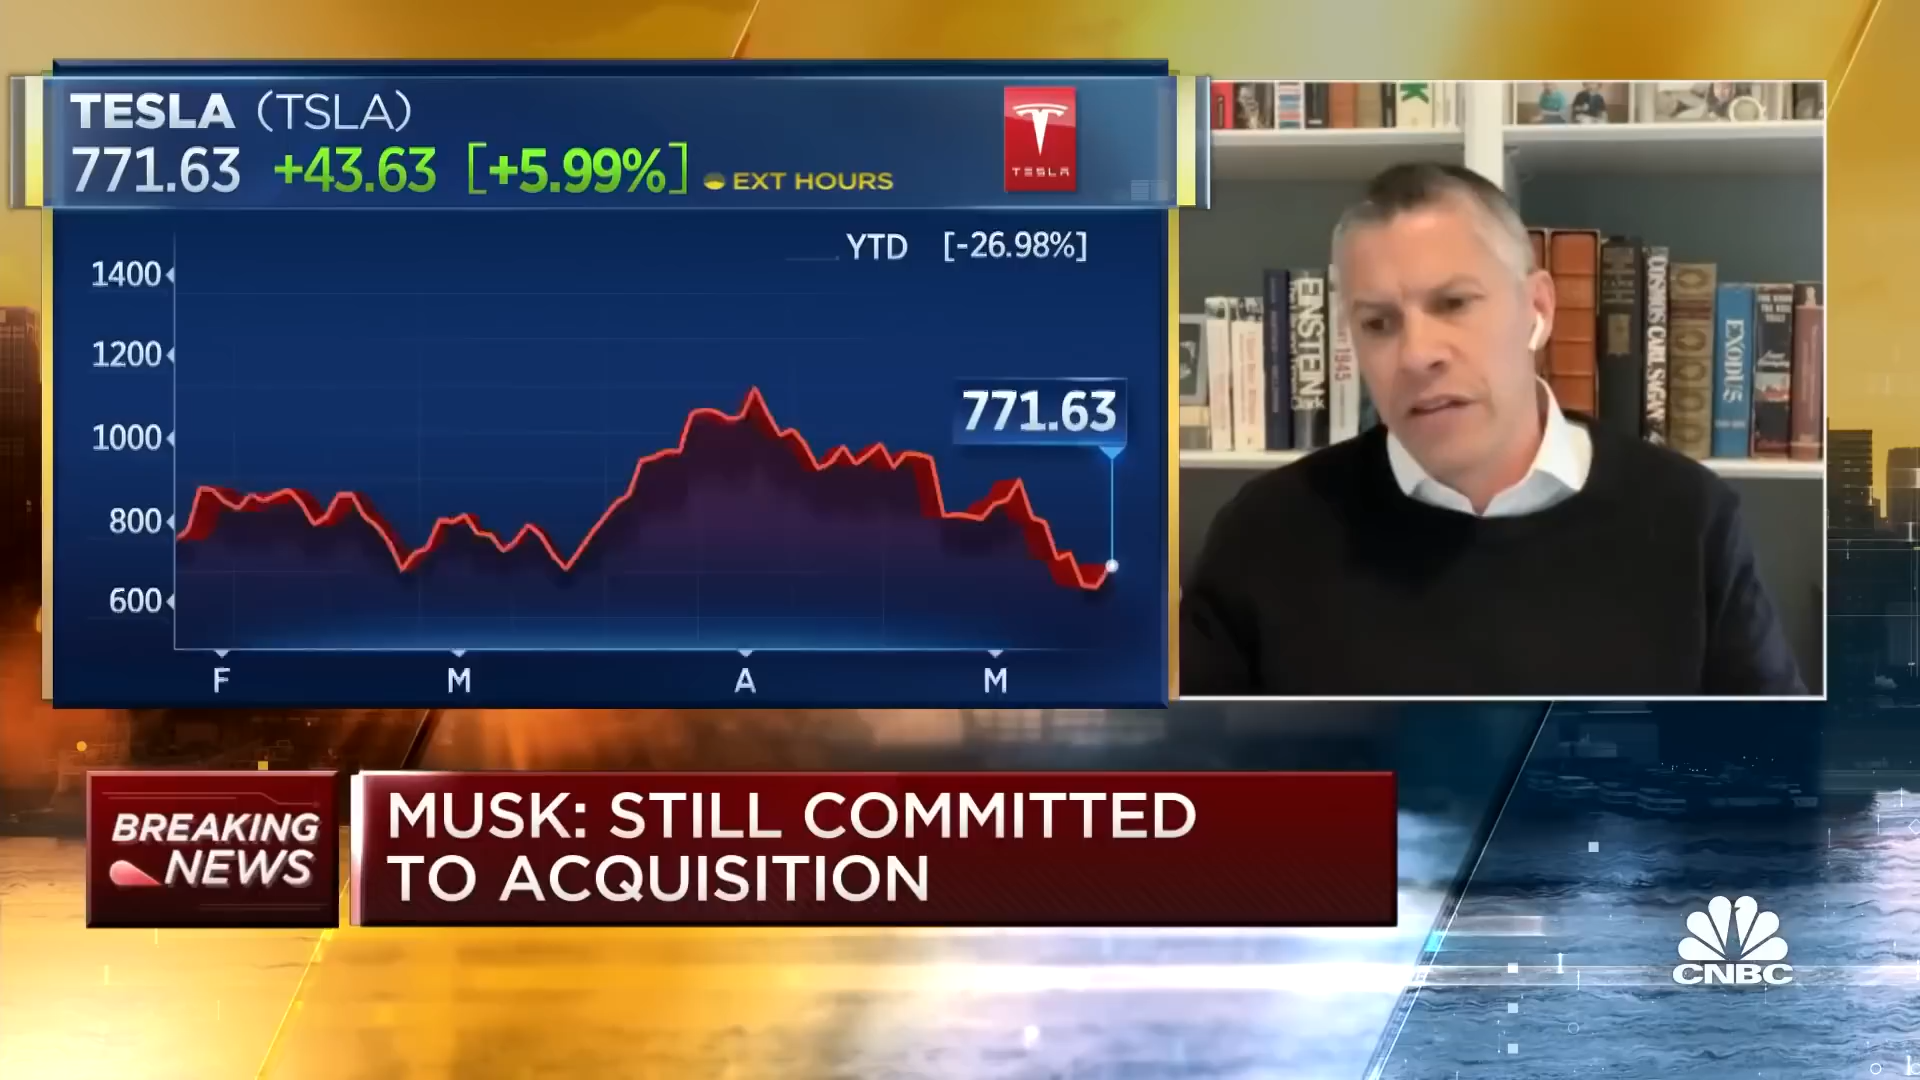 TESLA (TSLA)
771.63 +43.63 [+5.99%] EXT HOURS
TESLA
YTD [-26.98%]
1400
1200
1000
800
600
771.63
F M A M
K
EINSTEIN
1945
COSMOS CARL SAGAN
EXODUS
BREAKING
NEWS
MUSK: STILL COMMITTED
TO ACQUISITION
CNBC